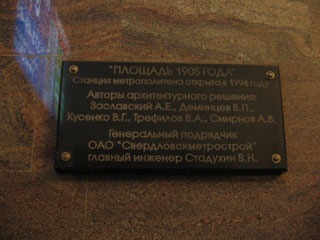 "ПЛОЩАДЬ 1905 ГОДА"
Станция метрополитена открыта в 1994 году
Авторы архитектурного решения:
Заславский А.Е., Деминцев В.П.,
Кусенко В.Г., Трефилов В.А., Смирнов А.В.
Генеральный подрядчик
ОАО "Свердловскметрострой"
главный инженер Стадухин В.Н.